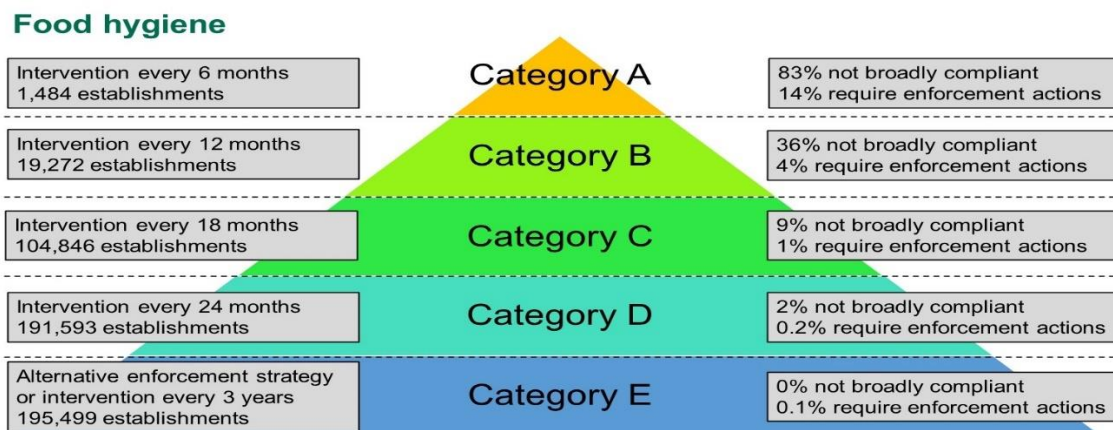 Food hygiene
Intervention every 6 months
1,484 establishments
Category A
83% not broadly compliant
14% require enforcement actions
Intervention every 12 months
19,272 establishments
Category B
36% not broadly compliant
4% require enforcement actions
Intervention every 18 months
104,846 establishments
Category C
9% not broadly compliant
1% require enforcement actions
Intervention every 24 months
191,593 establishments
Category D
2% not broadly compliant
0.2% require enforcement actions
Alternative enforcement strategy
or intervention every 3 years
195,499 establishments
Category E
0% not broadly compliant
0.1% require enforcement actions